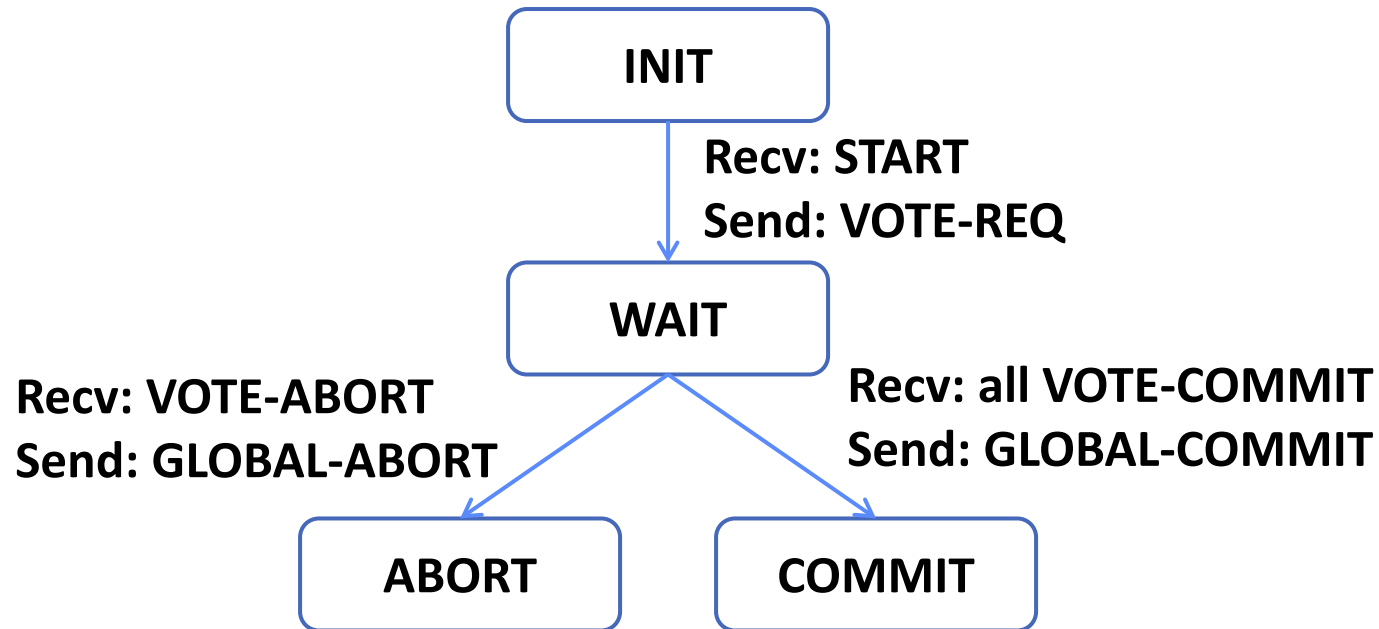 INIT
Recv: START
Send: VOTE-REQ
WAIT
Recv: VOTE-ABORT
Send: GLOBAL-ABORT
Recv: all VOTE-COMMIT
Send: GLOBAL-COMMIT
ABORT
COMMIT